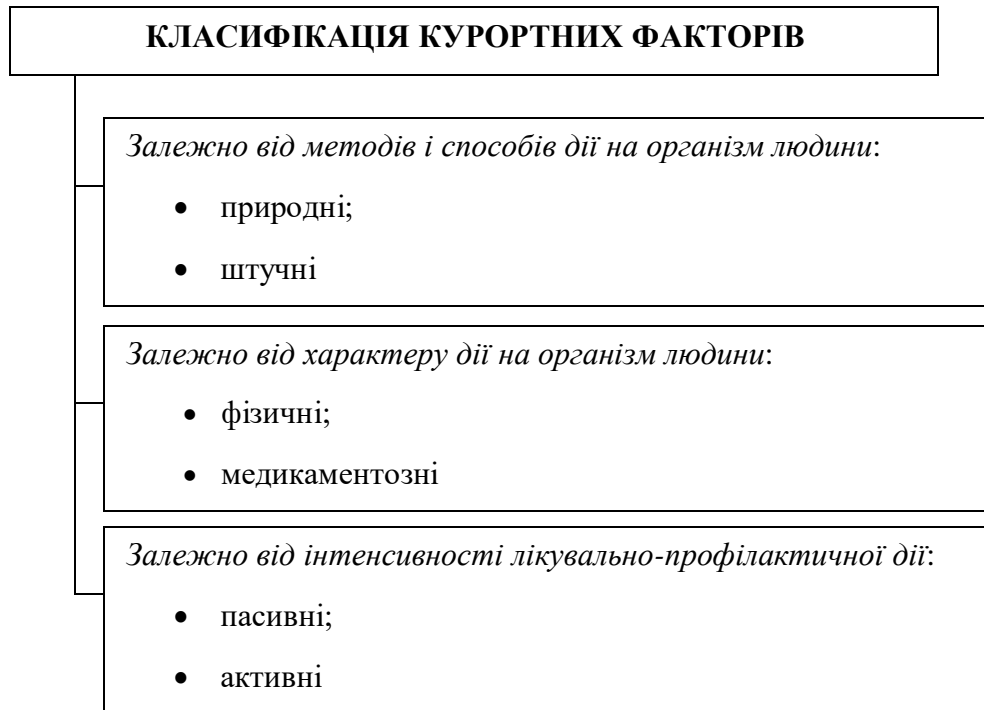 КЛАСИФІКАЦІЯ КУРОРТНИХ ФАКТОРІВ
Залежно від методів і способів дії на організм людини:
• природні;
• штучні
Залежно від характеру дії на організм людини:
• фізичні;
• медикаментозні
Залежно від інтенсивності лікувально-профілактичної дії:
• пасивні;
• активні